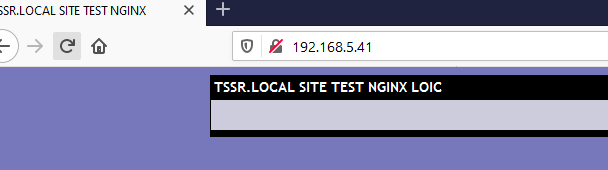 SSR.LOCAL SITE TEST NGINX
192.168.5.41
TSSR.LOCAL SITE TEST NGINX LOIC